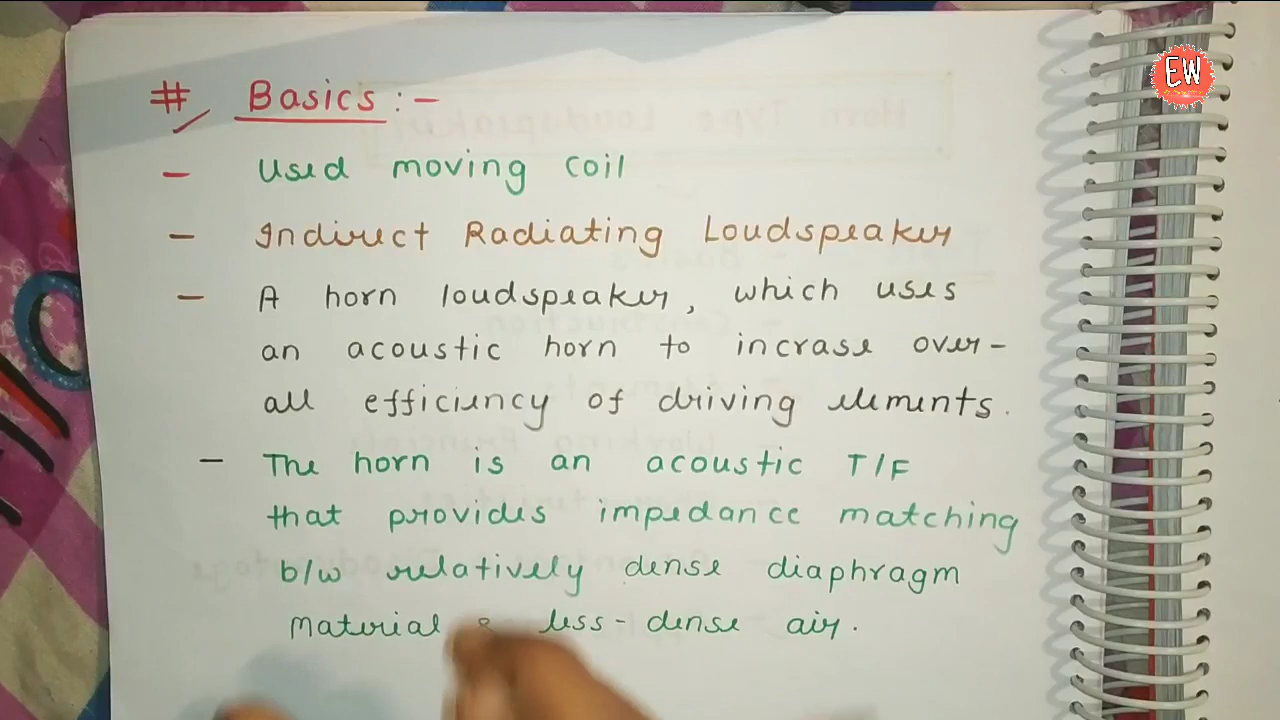 EW
# Basics :-
- Used moving coil
- Indirect Radiating Loudspeaker
- A horn loudspeaker, which uses
an acoustic horn to incrase over-
all efficiency of driving elements.
- The horn is an acoustic T/F
that provides impedance matching
b/w relatively dense diaphragm
material & less-dense air.